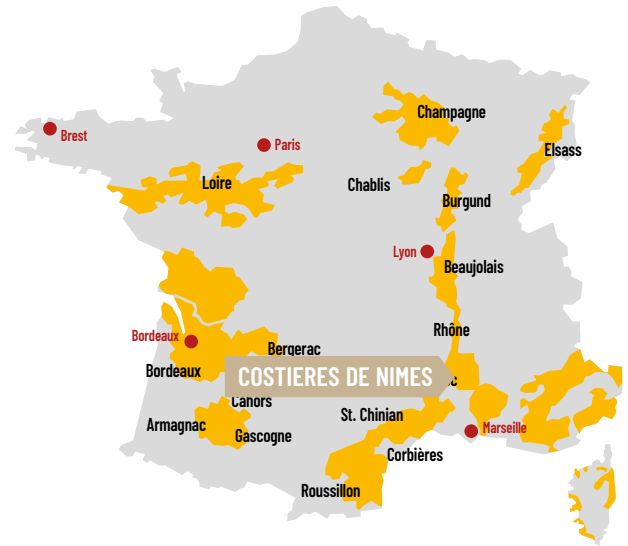 Champagne
Brest
Paris
Elsass
Loire
Chablis
Burgund
Lyon
Beaujolais
Rhône
Bordeaux
Bergerac
Bordeaux
COSTIERES DE NIMES
Cahors
St. Chinian
Armagnac
Marseille
Gascogne
Corbières
Roussillon